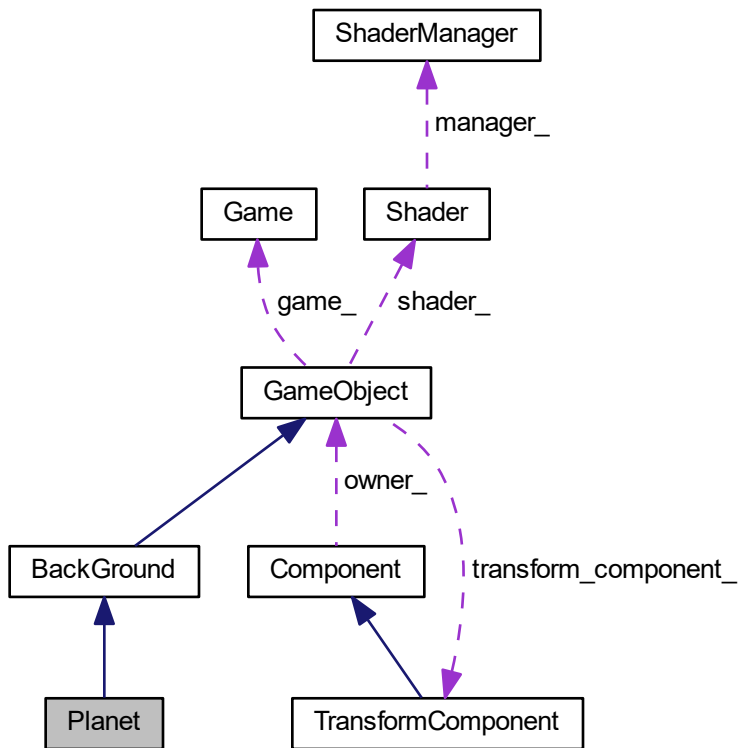 ShaderManager
manager_
Game
Shader
game_
shader_
GameObject
owner_
BackGround
Component
transform_component_
Planet
TransformComponent